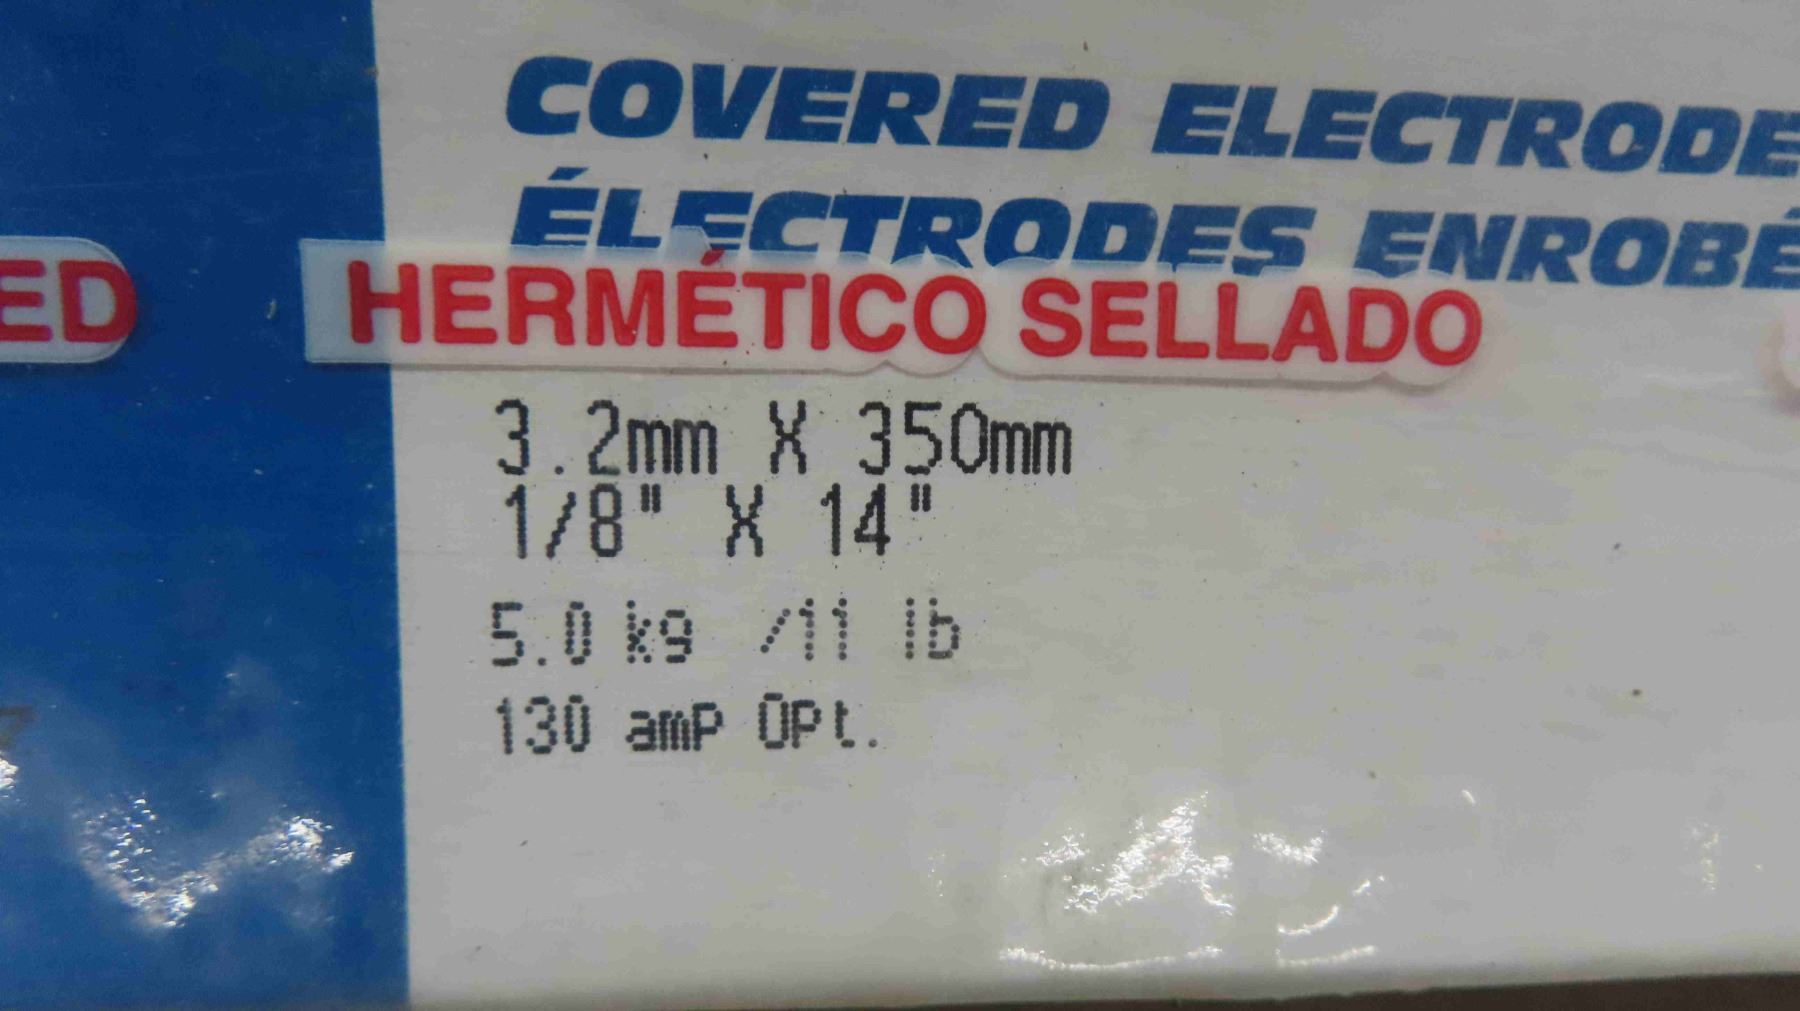 COVERED ELECTRODE
ÉLECTRODES ENROBÉ
ED HERMÉTICO SELLADO
3.2mm X 350mm
1/8" X 14"
5.0 kg /11 lb
130 amp Opt.